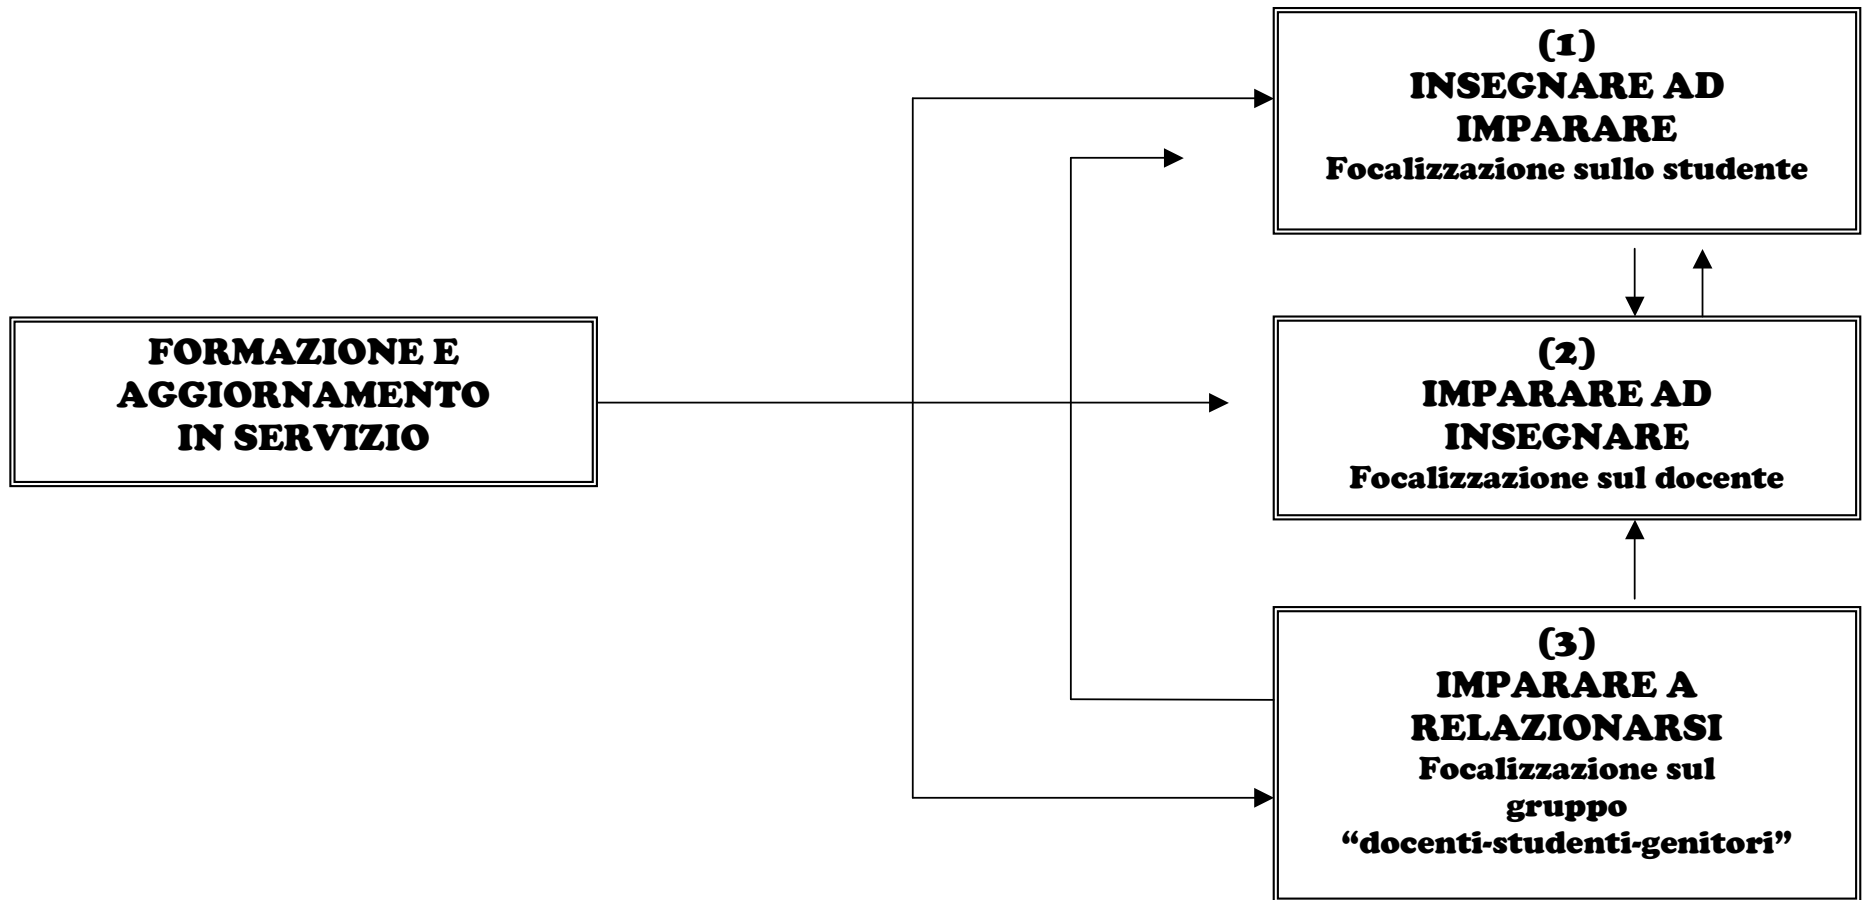 FORMAZIONE E
AGGIORNAMENTO
IN SERVIZIO
(1)
INSEGNARE AD
IMPARARE
Focalizzazione sullo studente
(2)
IMPARARE AD
INSEGNARE
Focalizzazione sul docente
(3)
IMPARARE A
RELAZIONARSI
Focalizzazione sul
gruppo
“docenti-studenti-genitori”